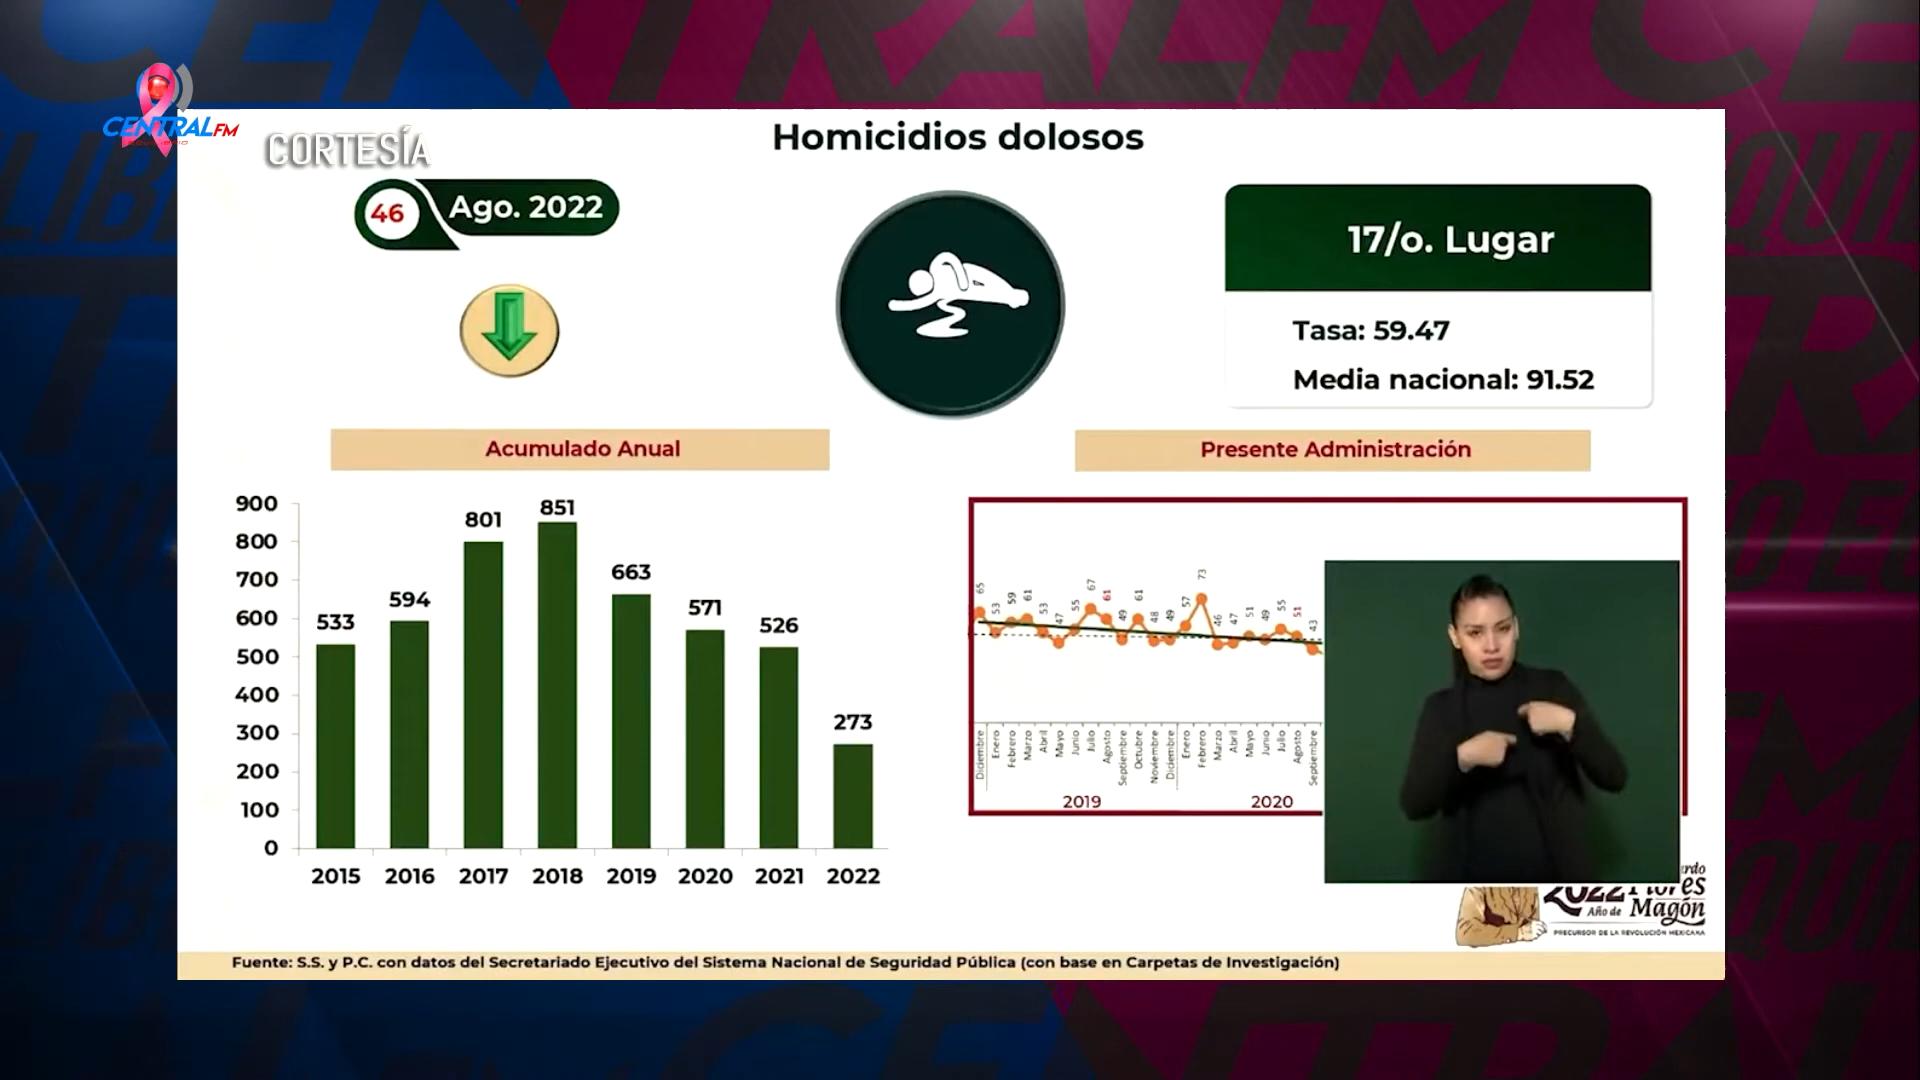 CENTRAL FM
CORTESÍA
Homicidios dolosos
46 Ago. 2022
17/o. Lugar
Tasa: 59.47
Media nacional: 91.52
Acumulado Anual
Presente Administración
900
800
700
600
500
400
300
200
100
0
533
594
801
851
663
571
526
273
2015 2016 2017 2018 2019 2020 2021 2022
65 53 59 61 53 47 55 67 61 49 61 48 49 57 73 46 47 51 49 55 51 43
Diciembre Enero Febrero Marzo Abril Mayo Junio Julio Agosto Septiembre Octubre Noviembre Diciembre Enero Febrero Marzo Abril Mayo Junio Julio Agosto Septiembre
2019 2020
2022 Flores
Año de Magón
PRECURSOR DE LA REVOLUCIÓN MEXICANA
Fuente: S.S. y P.C. con datos del Secretariado Ejecutivo del Sistema Nacional de Seguridad Pública (con base en Carpetas de Investigación)